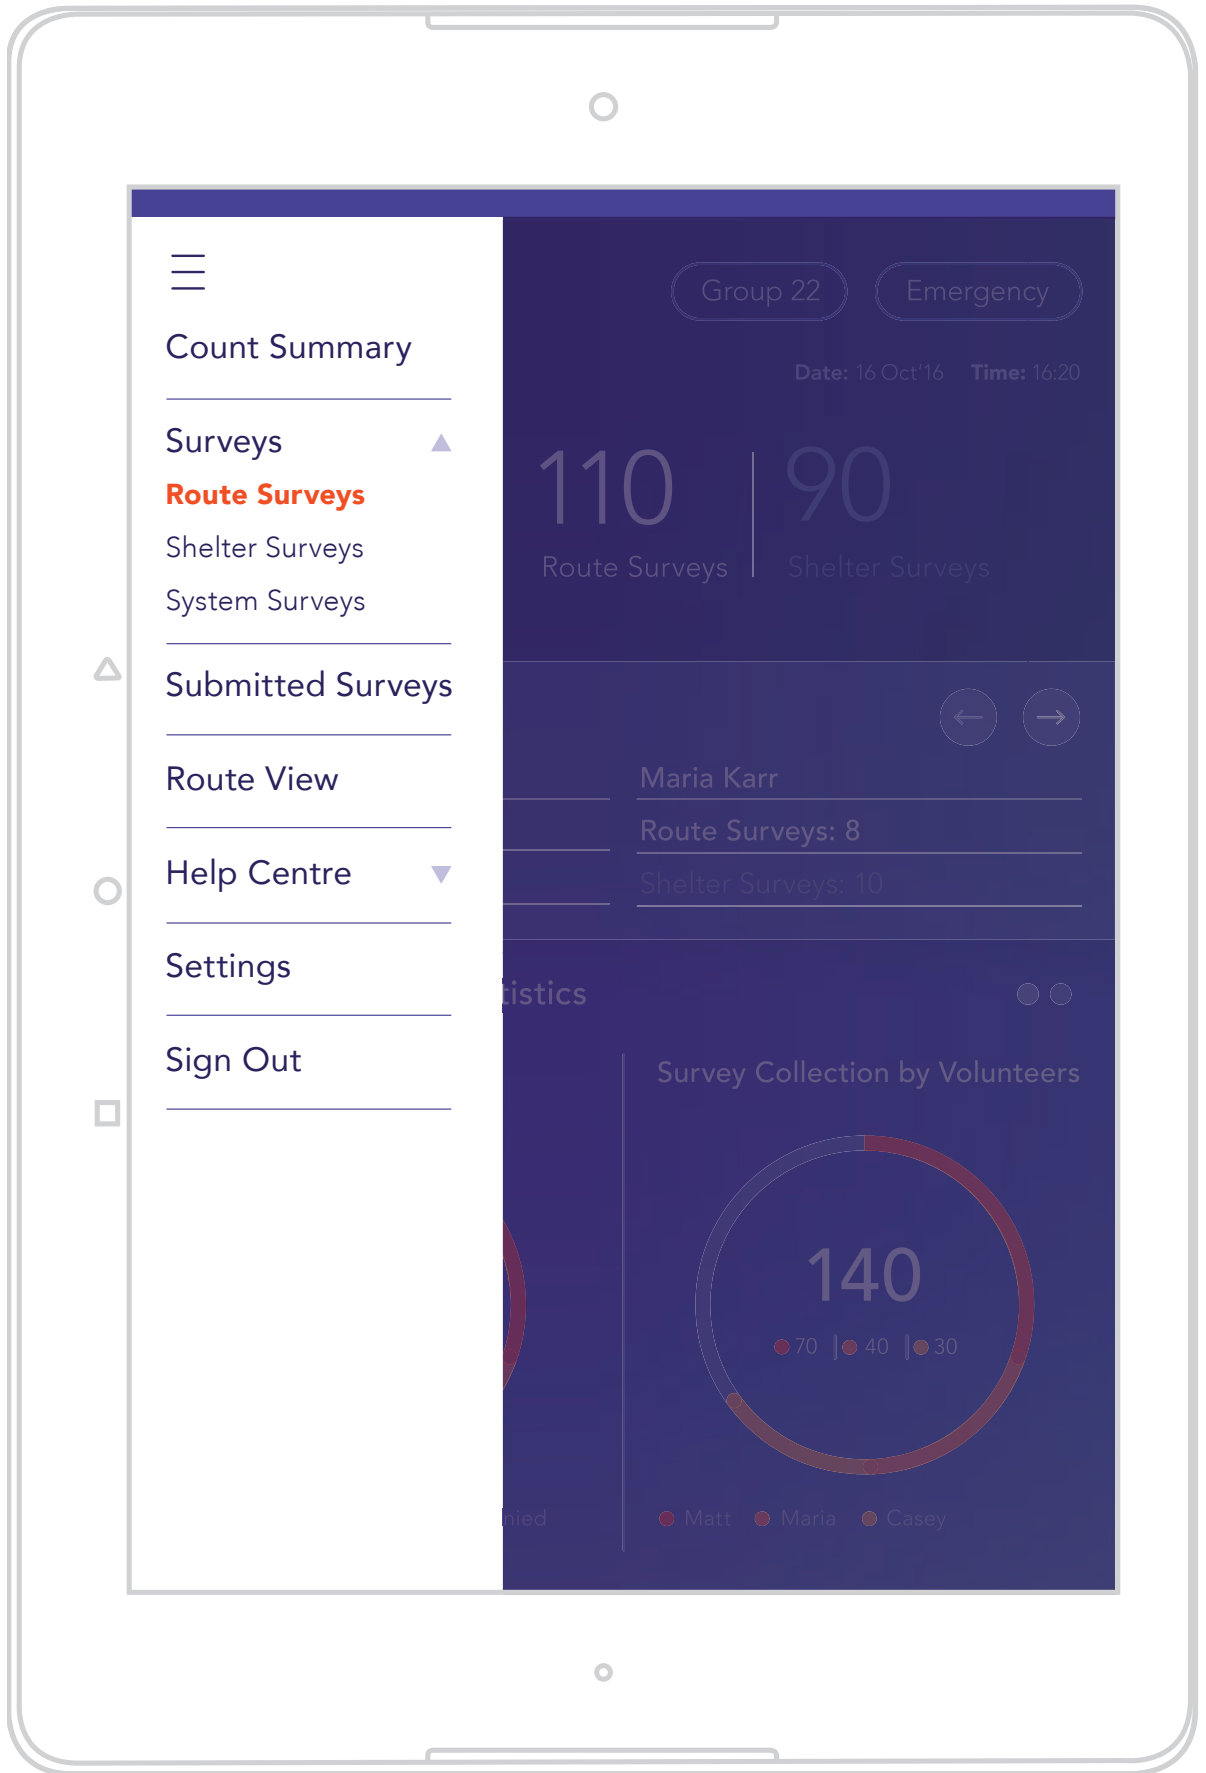 Count Summary
Surveys
Route Surveys
Shelter Surveys
System Surveys
Submitted Surveys
Route View
Help Centre
Settings
Sign Out
Group 22
Emergency
Date: 16 Oct'16 Time: 16:20
110
Route Surveys
90
Shelter Surveys
Maria Karr
Route Surveys: 8
Shelter Surveys: 10
tistics
Survey Collection by Volunteers
140
70 | 40 | 30
nied
Matt Maria Casey